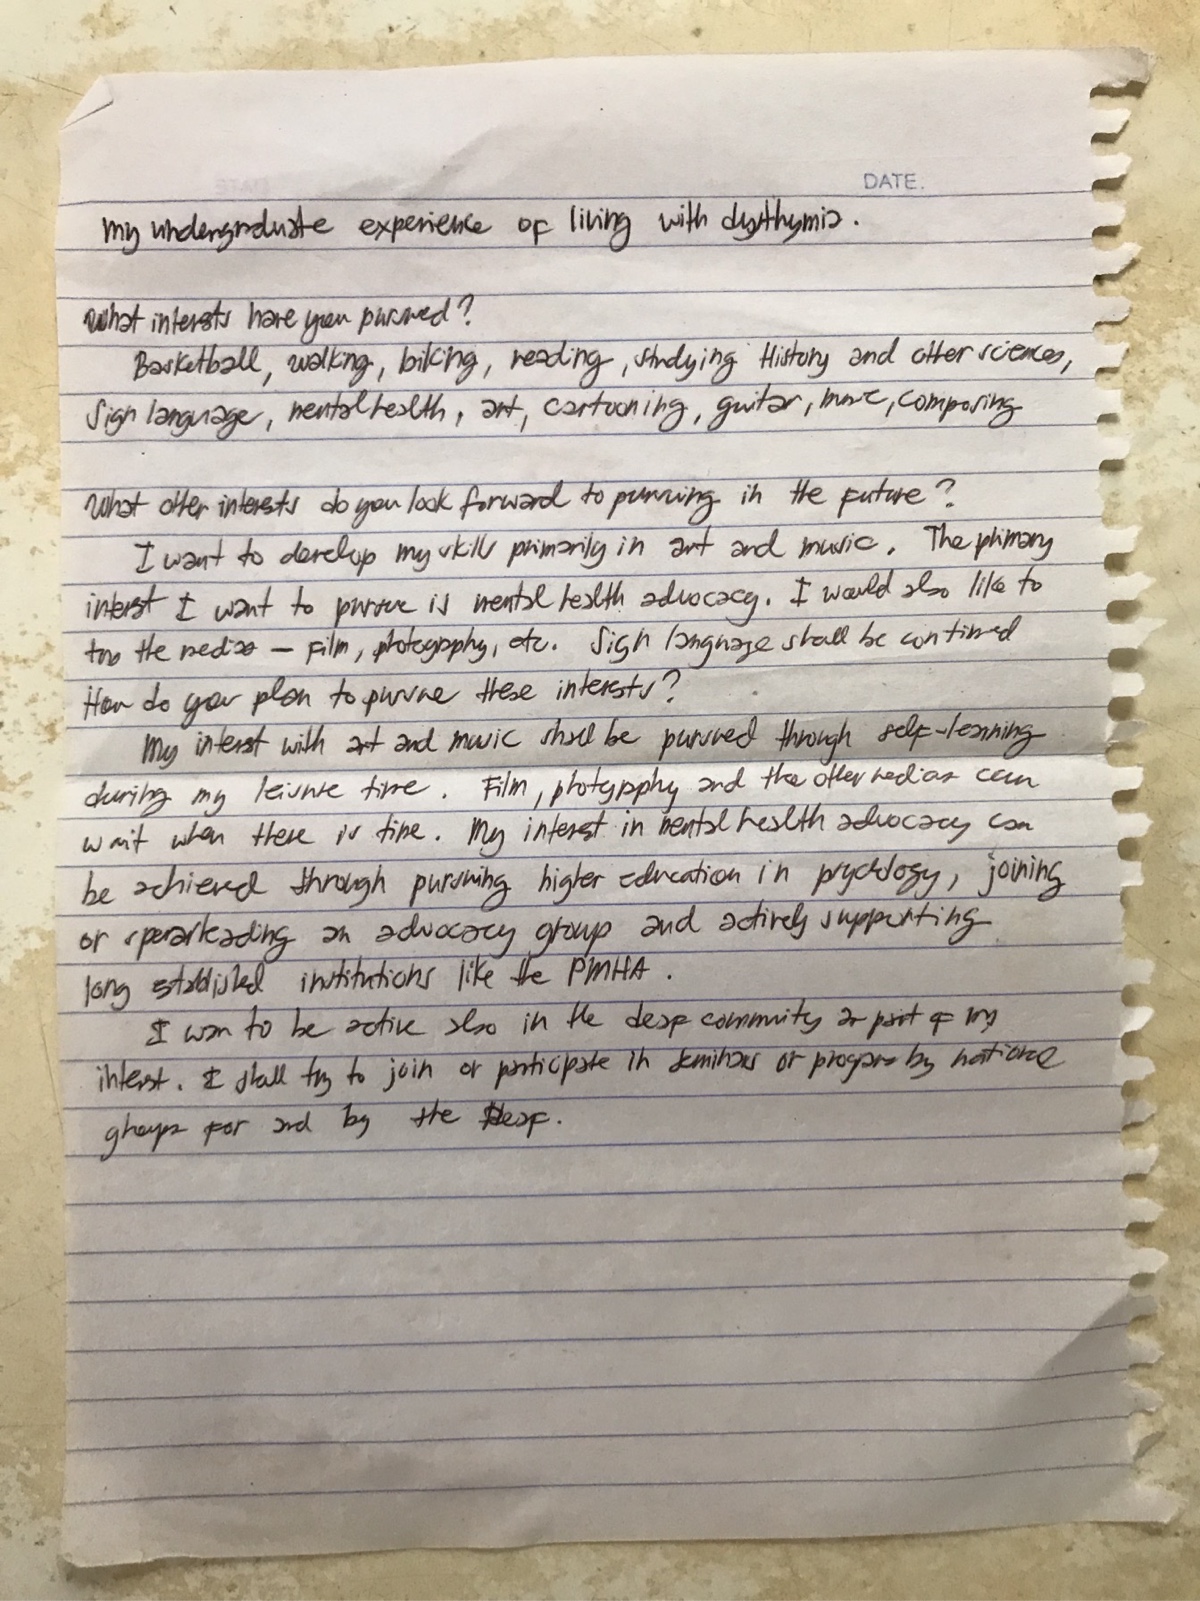 DATE.
my undergraduate experience of living with dysthymia.
What interests have you pursued?
Basketball, walking, biking, reading, studying History and other sciences,
Sign language, mental health, art, cartooning, guitar, music, composing
What other interests do you look forward to pursuing in the future?
I want to develop my skills primarily in art and music. The primary
interest I want to pursue is mental health advocacy. I would also like to
the medias — Film, photography, etc. Sign language shall be continued
How do you plan to pursue these interests?
My interest with art and music shall be pursued through self-learning
during my leisure time. Film, photography and the other medias can
wait when there is time. My interest in mental health advocacy can
be achieved through pursuing higher education in psychology, joining
or spearheading an advocacy group and actively supporting
long established institutions like the PMHA.
I wan to be active also in the deaf community as part of my
interest. I shall try to join or participate in seminars or programs by national
groups for and by the Deaf.